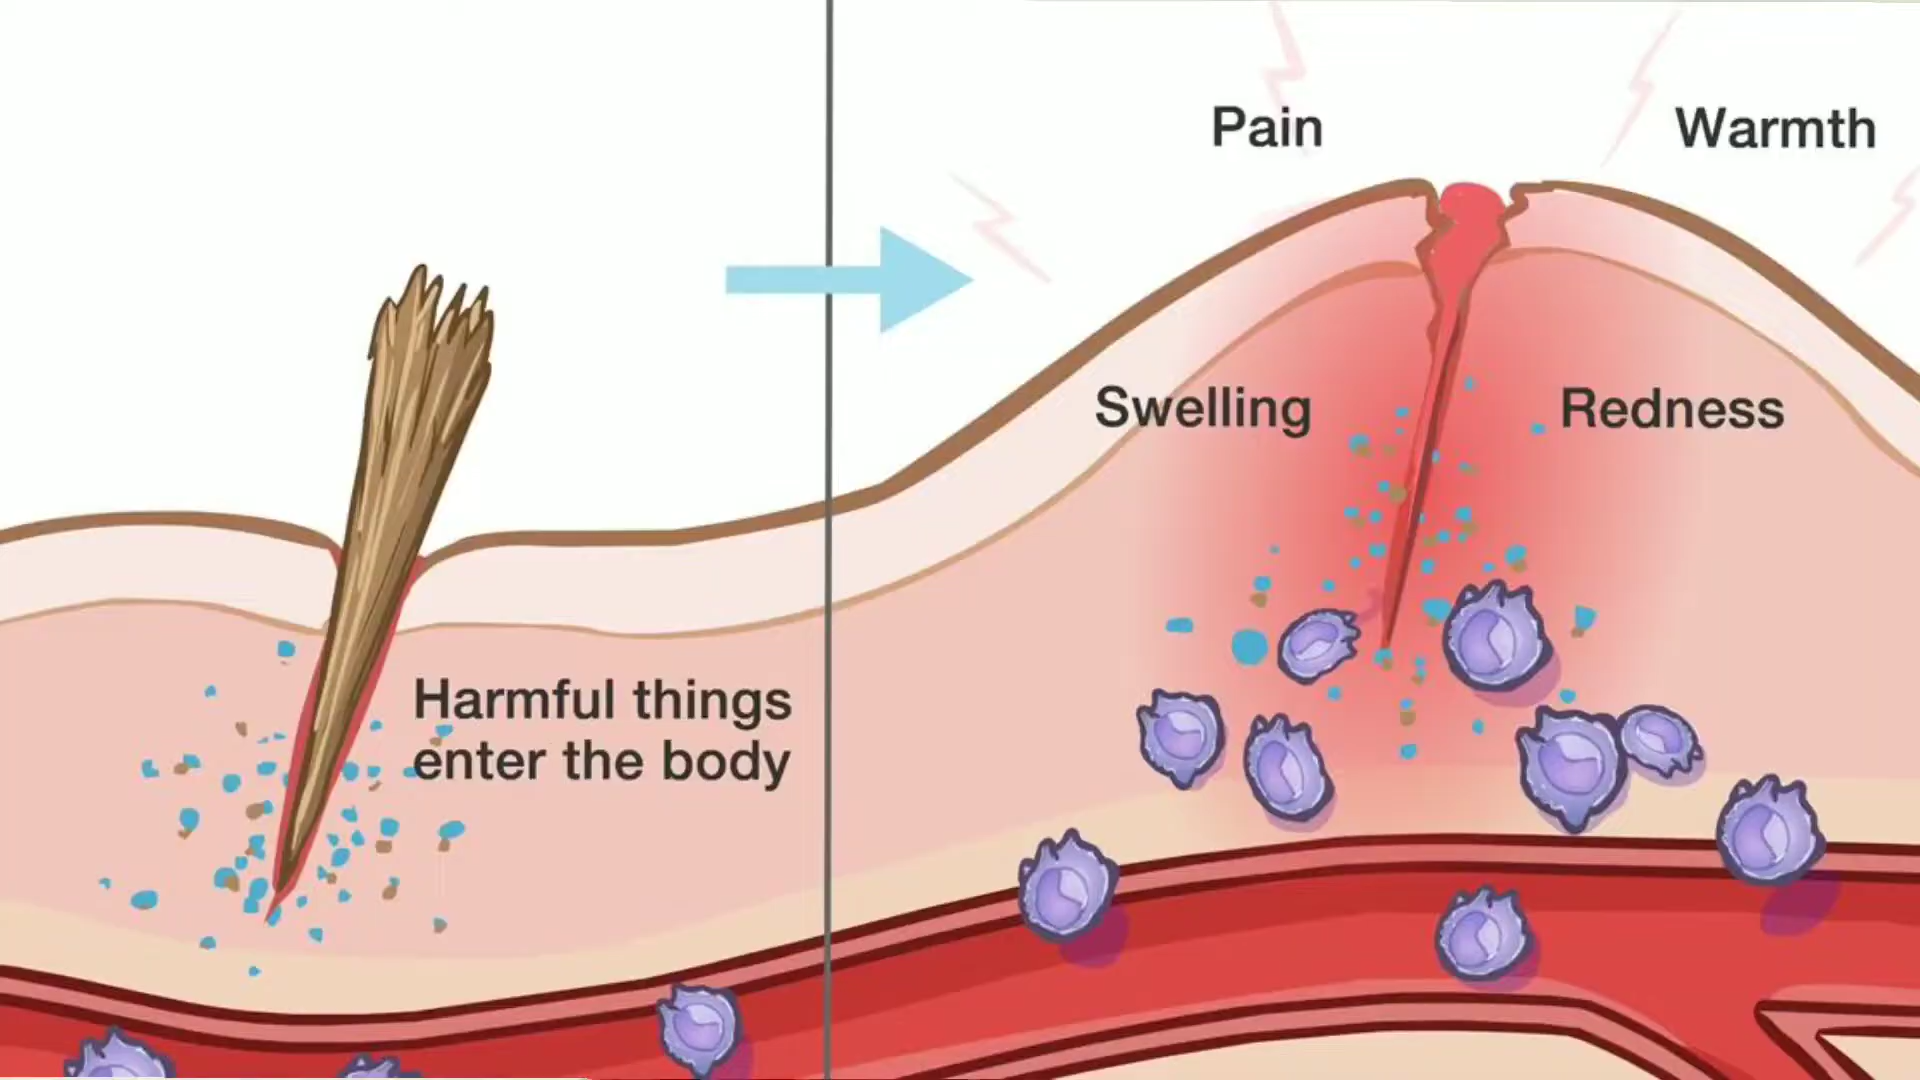 Pain
Warmth
Swelling
Redness
Harmful things
enter the body